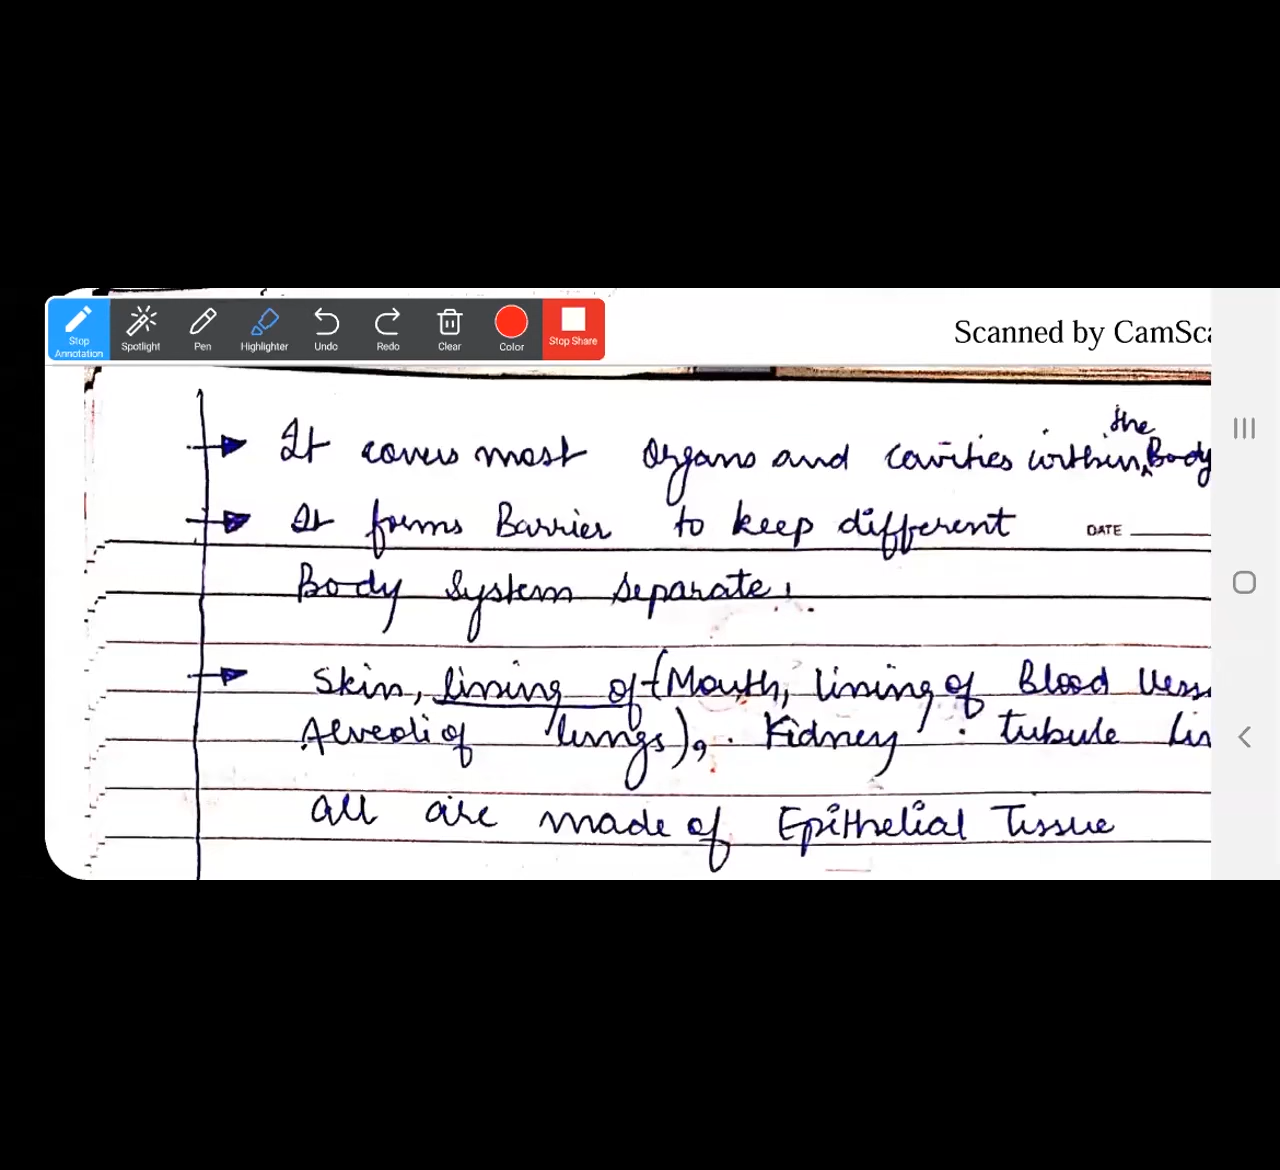 Stop Annotation Spotlight Pen Highlighter Undo Redo Clear Color Stop Share
Scanned by CamSca
the
It covers most organs and cavities within Body
It forms Barrier to keep different DATE
Body System separate.
Skin, lining of (Mouth, lining of Blood Vess
Alveoli of lungs), Kidney tubule lin
all are made of Epithelial Tissue